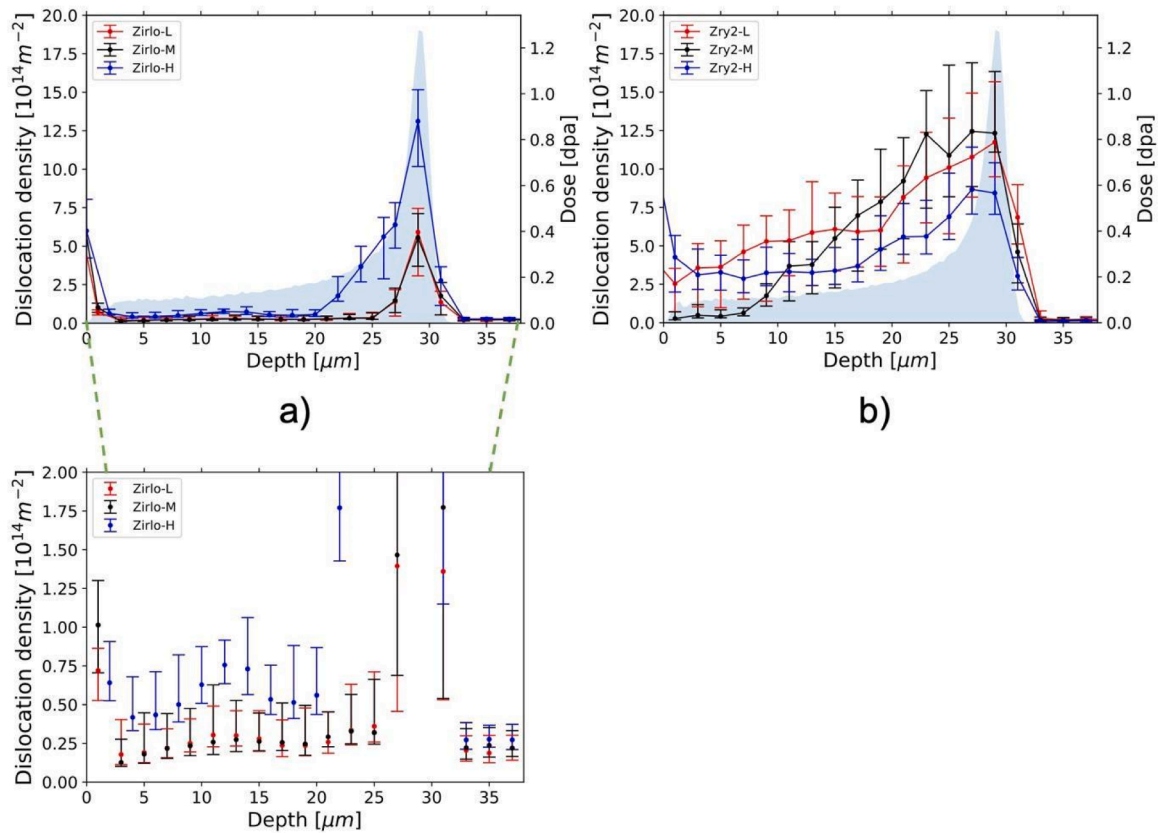 20.0
17.5
15.0
12.5
10.0
7.5
5.0
2.5
0.0
Dislocation density [10¹⁴m⁻²]
Zirlo-L
Zirlo-M
Zirlo-H
1.2
1.0
0.8
0.6
0.4
0.2
0.0
Dose [dpa]
0 5 10 15 20 25 30 35
Depth [μm]
a)
20.0
17.5
15.0
12.5
10.0
7.5
5.0
2.5
0.0
Dislocation density [10¹⁴m⁻²]
Zry2-L
Zry2-M
Zry2-H
1.2
1.0
0.8
0.6
0.4
0.2
0.0
Dose [dpa]
0 5 10 15 20 25 30 35
Depth [μm]
b)
2.00
1.75
1.50
1.25
1.00
0.75
0.50
0.25
0.00
Dislocation density [10¹⁴m⁻²]
Zirlo-L
Zirlo-M
Zirlo-H
0 5 10 15 20 25 30 35
Depth [μm]